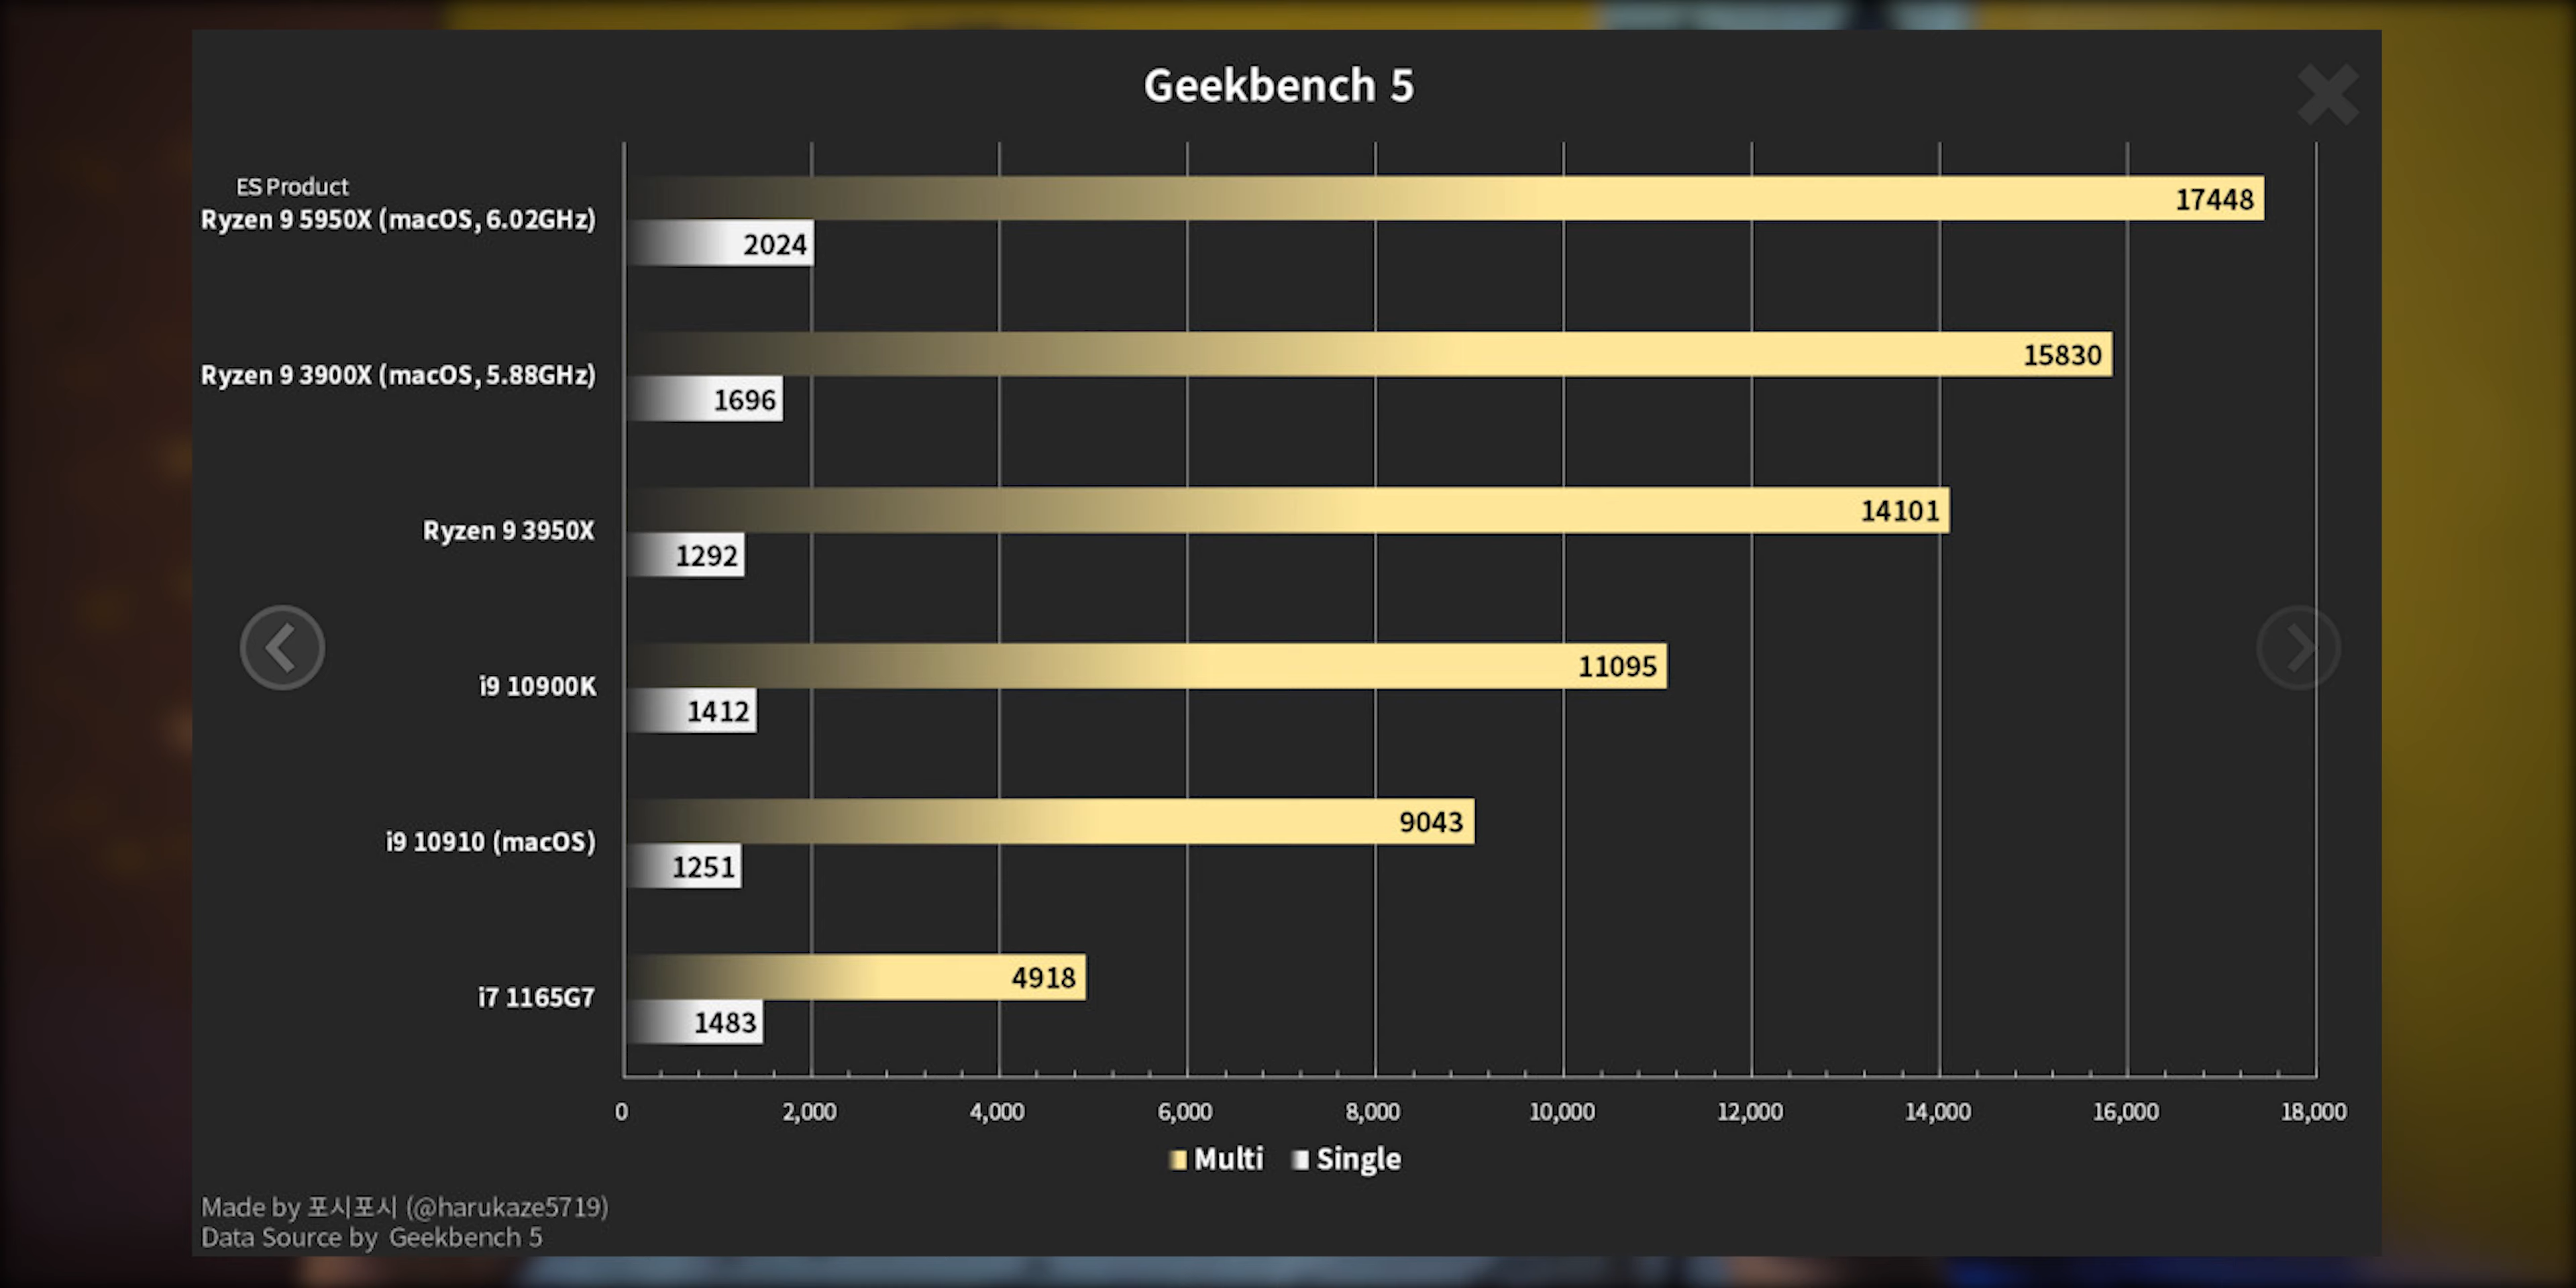 Geekbench 5
ES Product
Ryzen 9 5950X (macOS, 6.02GHz)
17448
2024
Ryzen 9 3900X (macOS, 5.88GHz)
15830
1696
Ryzen 9 3950X
14101
1292
i9 10900K
11095
1412
i9 10910 (macOS)
9043
1251
i7 1165G7
4918
1483
0 2,000 4,000 6,000 8,000 10,000 12,000 14,000 16,000 18,000
Multi Single
Made by 포시포시 (@harukaze5719)
Data Source by Geekbench 5